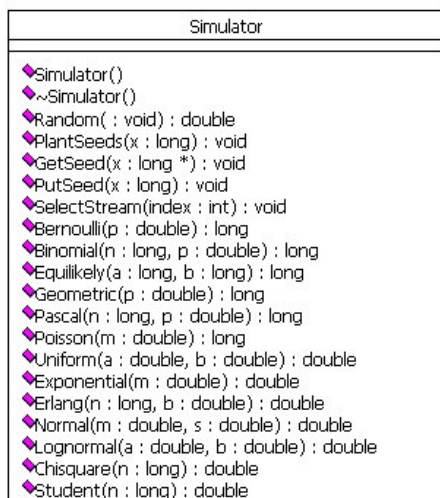 Simulator
Simulator()
~Simulator()
Random( : void) : double
PlantSeeds(x : long) : void
GetSeed(x : long *) : void
PutSeed(x : long) : void
SelectStream(index : int) : void
Bernoulli(p : double) : long
Binomial(n : long, p : double) : long
Equilikely(a : long, b : long) : long
Geometric(p : double) : long
Pascal(n : long, p : double) : long
Poisson(m : double) : long
Uniform(a : double, b : double) : double
Exponential(m : double) : double
Erlang(n : long, b : double) : double
Normal(m : double, s : double) : double
Lognormal(a : double, b : double) : double
Chisquare(n : long) : double
Student(n : long) : double